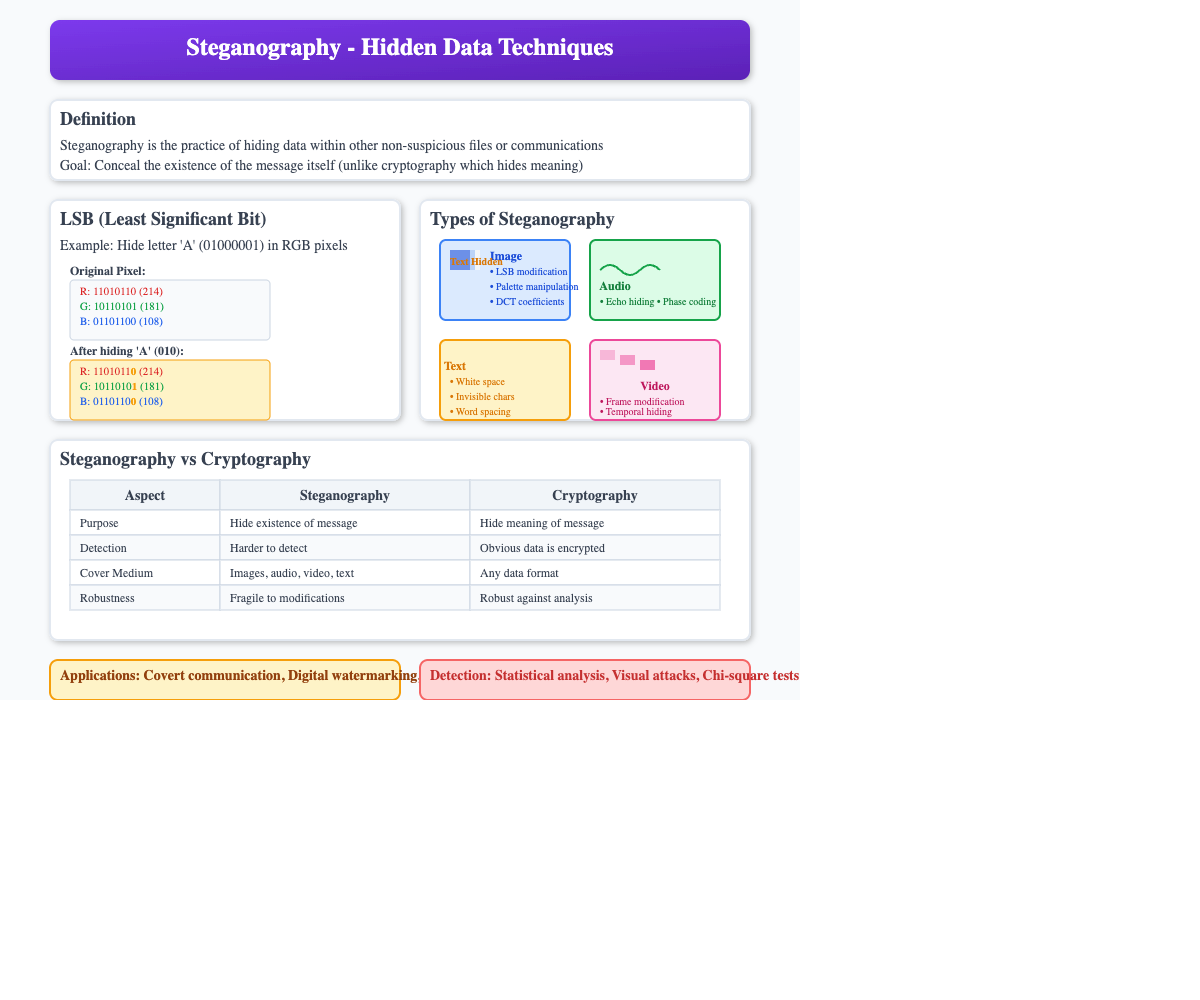 Steganography - Hidden Data Techniques
Definition
Steganography is the practice of hiding data within other non-suspicious files or communications
Goal: Conceal the existence of the message itself (unlike cryptography which hides meaning)
LSB (Least Significant Bit)
Example: Hide letter 'A' (01000001) in RGB pixels
Original Pixel:
R: 11010110 (214)
G: 10110101 (181)
B: 01101100 (108)
After hiding 'A' (010):
R: 11010110 (214)
G: 10110101 (181)
B: 01101100 (108)
Types of Steganography
Image
Text Hidden
• LSB modification
• Palette manipulation
• DCT coefficients
Audio
• Echo hiding • Phase coding
Text
• White space
• Invisible chars
• Word spacing
Video
• Frame modification
• Temporal hiding
Steganography vs Cryptography
Aspect Steganography Cryptography
Purpose Hide existence of message Hide meaning of message
Detection Harder to detect Obvious data is encrypted
Cover Medium Images, audio, video, text Any data format
Robustness Fragile to modifications Robust against analysis
Applications: Covert communication, Digital watermarking,
Detection: Statistical analysis, Visual attacks, Chi-square tests